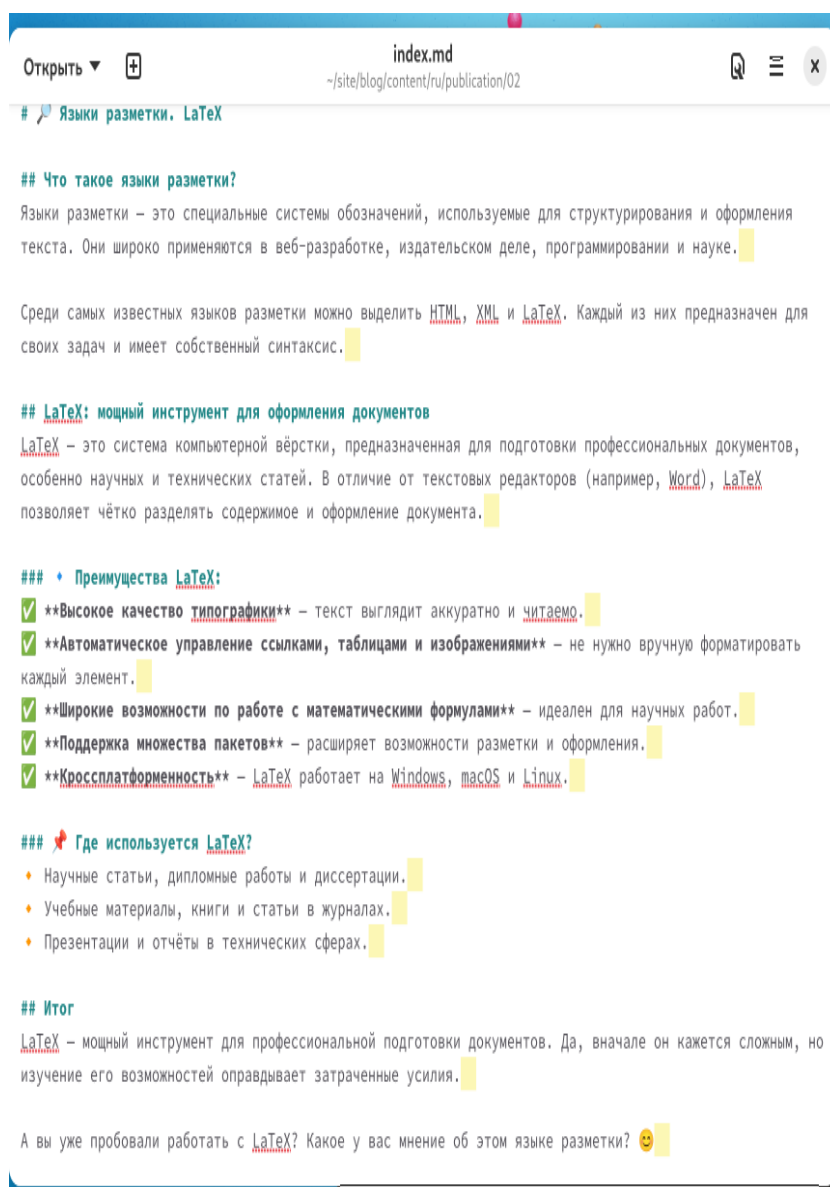 Открыть ▼
index.md
~/site/blog/content/ru/publication/02
# 🔎 Языки разметки. LaTeX
## Что такое языки разметки?
Языки разметки – это специальные системы обозначений, используемые для структурирования и оформления
текста. Они широко применяются в веб-разработке, издательском деле, программировании и науке.
Среди самых известных языков разметки можно выделить HTML, XML и LaTeX. Каждый из них предназначен для
своих задач и имеет собственный синтаксис.
## LaTeX: мощный инструмент для оформления документов
LaTeX – это система компьютерной вёрстки, предназначенная для подготовки профессиональных документов,
особенно научных и технических статей. В отличие от текстовых редакторов (например, Word), LaTeX
позволяет чётко разделять содержимое и оформление документа.
### 🔹 Преимущества LaTeX:
✅ **Высокое качество типографики** – текст выглядит аккуратно и читаемо.
✅ **Автоматическое управление ссылками, таблицами и изображениями** – не нужно вручную форматировать
каждый элемент.
✅ **Широкие возможности по работе с математическими формулами** – идеален для научных работ.
✅ **Поддержка множества пакетов** – расширяет возможности разметки и оформления.
✅ **Кроссплатформенность** – LaTeX работает на Windows, macOS и Linux.
### 📌 Где используется LaTeX?
🔸 Научные статьи, дипломные работы и диссертации.
🔸 Учебные материалы, книги и статьи в журналах.
🔸 Презентации и отчёты в технических сферах.
## Итог
LaTeX – мощный инструмент для профессиональной подготовки документов. Да, вначале он кажется сложным, но
изучение его возможностей оправдывает затраченные усилия.
А вы уже пробовали работать с LaTeX? Какое у вас мнение об этом языке разметки? 😊